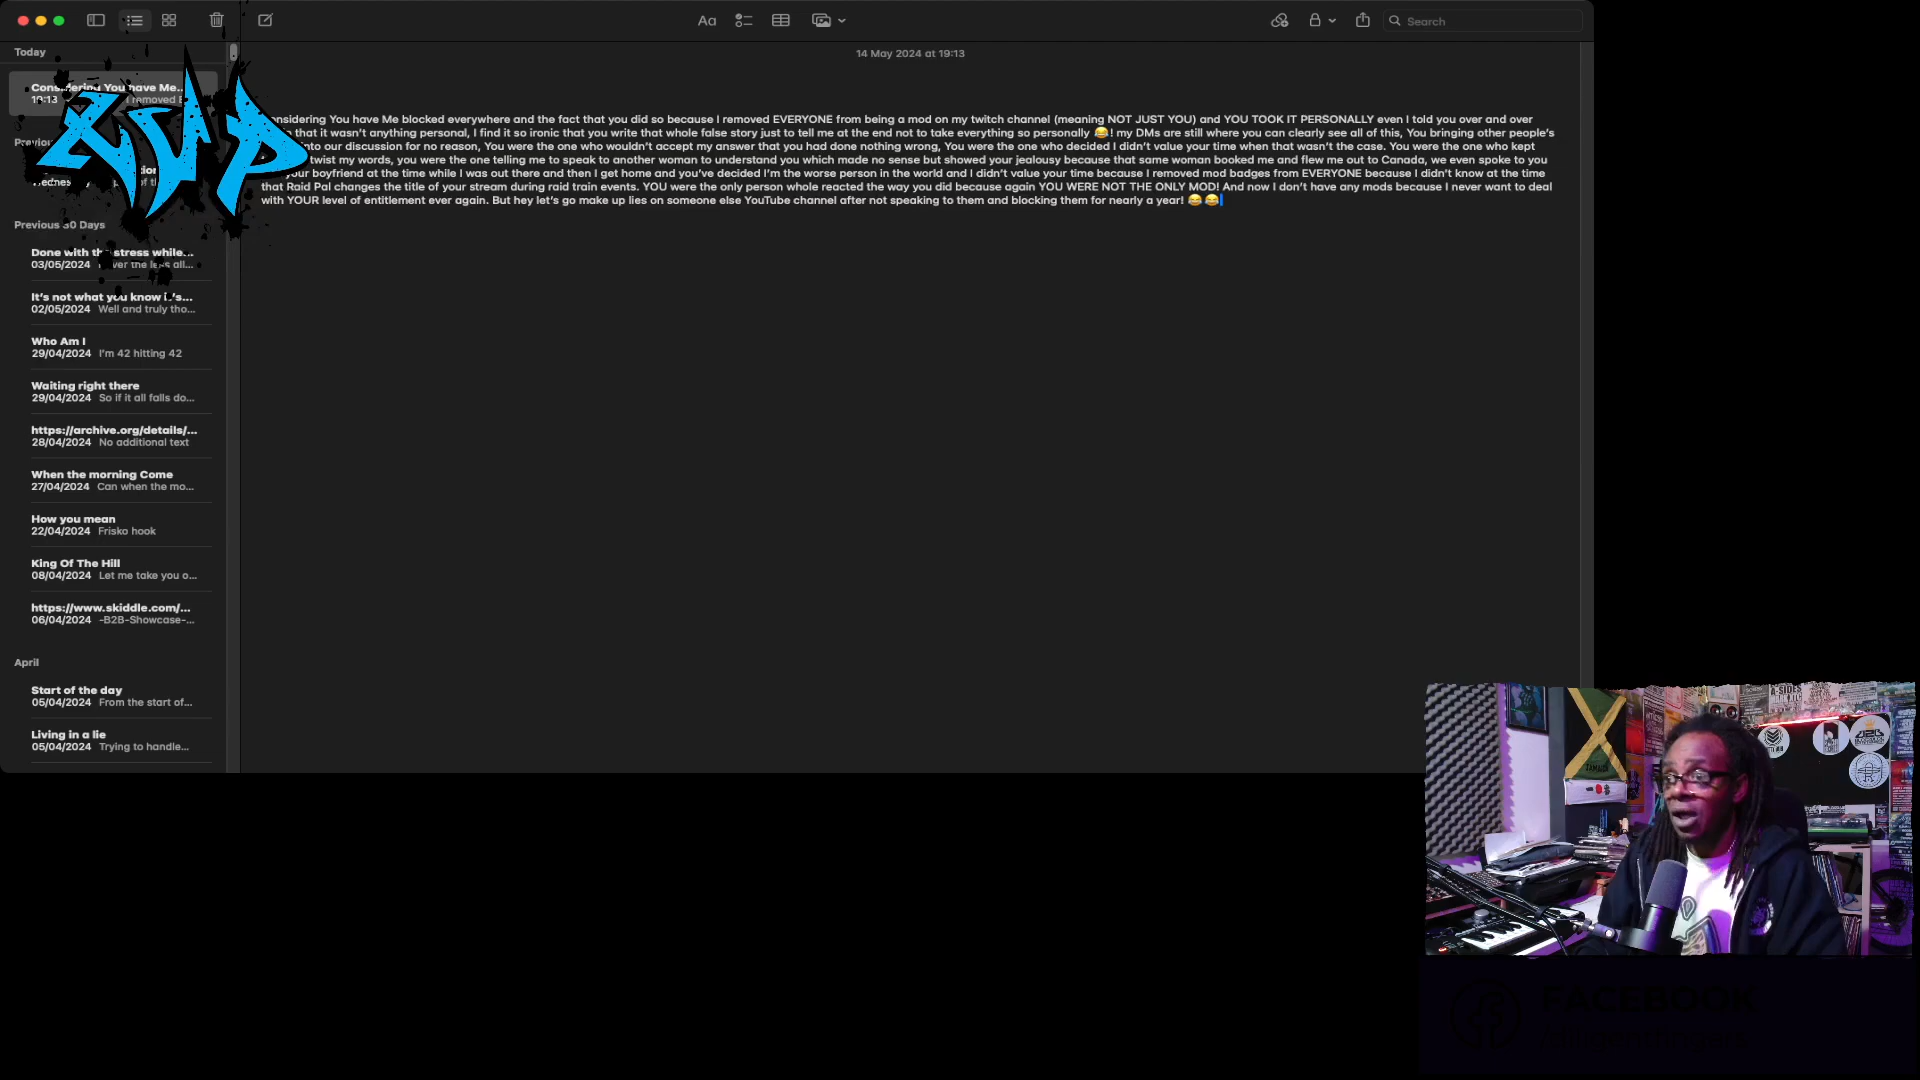 Search
Today
14 May 2024 at 19:13
Considering You have Me...
19:13
I removed E
onsidering You have Me blocked everywhere and the fact that you did so because I removed EVERYONE from being a mod on my twitch channel (meaning NOT JUST YOU) and YOU TOOK IT PERSONALLY even I told you over and over
that it wasn't anything personal, I find it so ironic that you write that whole false story just to tell me at the end not to take everything so personally 😂! my DMs are still where you can clearly see all of this, You bringing other people's
into our discussion for no reason, You were the one who wouldn't accept my answer that you had done nothing wrong, You were the one who decided I didn't value your time when that wasn't the case. You were the one who kept
twist my words, you were the one telling me to speak to another woman to understand you which made no sense but showed your jealousy because that same woman booked me and flew me out to Canada, we even spoke to you
your boyfriend at the time while I was out there and then I get home and you've decided I'm the worse person in the world and I didn't value your time because I removed mod badges from EVERYONE because I didn't know at the time
that Raid Pal changes the title of your stream during raid train events. YOU were the only person whole reacted the way you did because again YOU WERE NOT THE ONLY MOD! And now I don't have any mods because I never want to deal
with YOUR level of entitlement ever again. But hey let's go make up lies on someone else YouTube channel after not speaking to them and blocking them for nearly a year! 😂 😂
Wednesday
Previous 30 Days
Done with the stress while...
03/05/2024 Never the less all...
It's not what you know it's...
02/05/2024 Well and truly tho...
Who Am I
29/04/2024 I'm 42 hitting 42
Waiting right there
29/04/2024 So if it all falls do...
https://archive.org/details/...
28/04/2024 No additional text
When the morning Come
27/04/2024 Can when the mo...
How you mean
22/04/2024 Frisko hook
King Of The Hill
08/04/2024 Let me take you o...
https://www.skiddle.com/...
06/04/2024 -B2B-Showcase-...
April
Start of the day
05/04/2024 From the start of...
Living in a lie
05/04/2024 Trying to handle...
JAMAICA
FACEBOOK